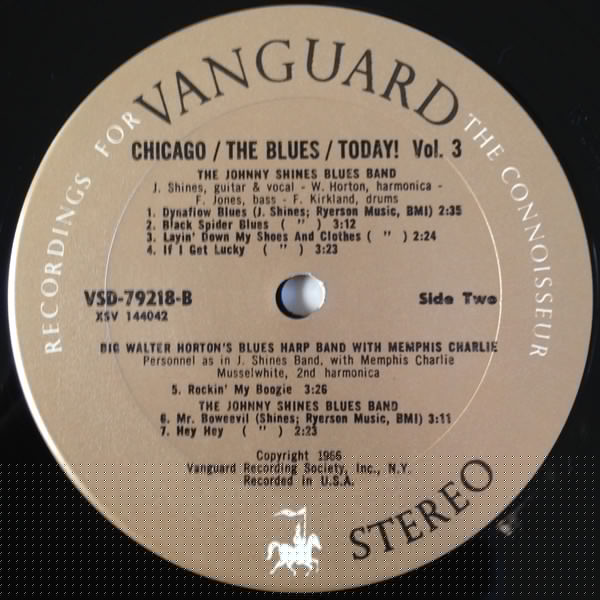 RECORDINGS FOR VANGUARD THE CONNOISSEUR
CHICAGO / THE BLUES / TODAY! Vol. 3
THE JOHNNY SHINES BLUES BAND
J. Shines, guitar & vocal - W. Horton, harmonica -
F. Jones, bass - F. Kirkland, drums
1. Dynaflow Blues (J. Shines; Ryerson Music, BMI) 2:35
2. Black Spider Blues ( " ) 3:12
3. Layin' Down My Shoes And Clothes ( " ) 2:24
4. If I Get Lucky ( " ) 3:23
VSD-79218-B Side Two
XSV 144042
BIG WALTER HORTON'S BLUES HARP BAND WITH MEMPHIS CHARLIE
Personnel as in J. Shines Band, with Memphis Charlie
Musselwhite, 2nd harmonica
5. Rockin' My Boogie 3:26
THE JOHNNY SHINES BLUES BAND
6. Mr. Boweevil (Shines; Ryerson Music, BMI) 3:11
7. Hey Hey ( " ) 2:23
Copyright 1966
Vanguard Recording Society, Inc., N.Y.
Recorded in U.S.A.
STEREO